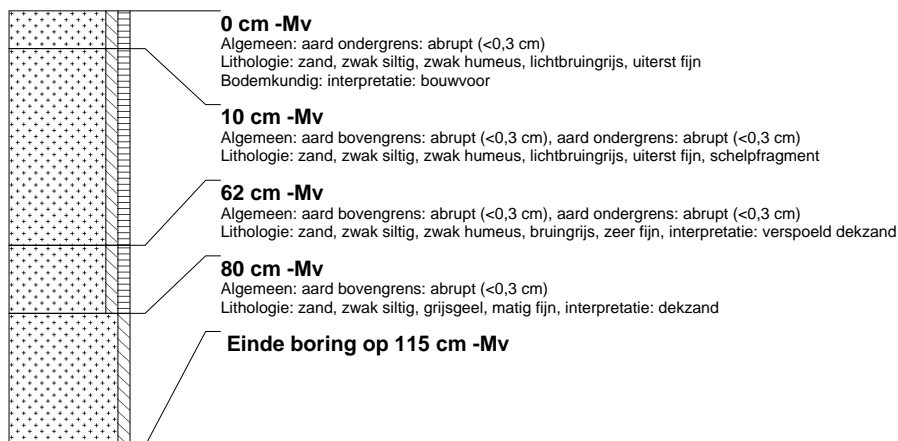 0 cm -Mv
Algemeen: aard ondergrens: abrupt (<0,3 cm)
Lithologie: zand, zwak siltig, zwak humeus, lichtbruingrijs, uiterst fijn
Bodemkundig: interpretatie: bouwvoor
10 cm -Mv
Algemeen: aard bovengrens: abrupt (<0,3 cm), aard ondergrens: abrupt (<0,3 cm)
Lithologie: zand, zwak siltig, zwak humeus, lichtbruingrijs, uiterst fijn, schelpfragment
62 cm -Mv
Algemeen: aard bovengrens: abrupt (<0,3 cm), aard ondergrens: abrupt (<0,3 cm)
Lithologie: zand, zwak siltig, zwak humeus, bruingrijs, zeer fijn, interpretatie: verspoeld dekzand
80 cm -Mv
Algemeen: aard bovengrens: abrupt (<0,3 cm)
Lithologie: zand, zwak siltig, grijsgeel, matig fijn, interpretatie: dekzand
Einde boring op 115 cm -Mv